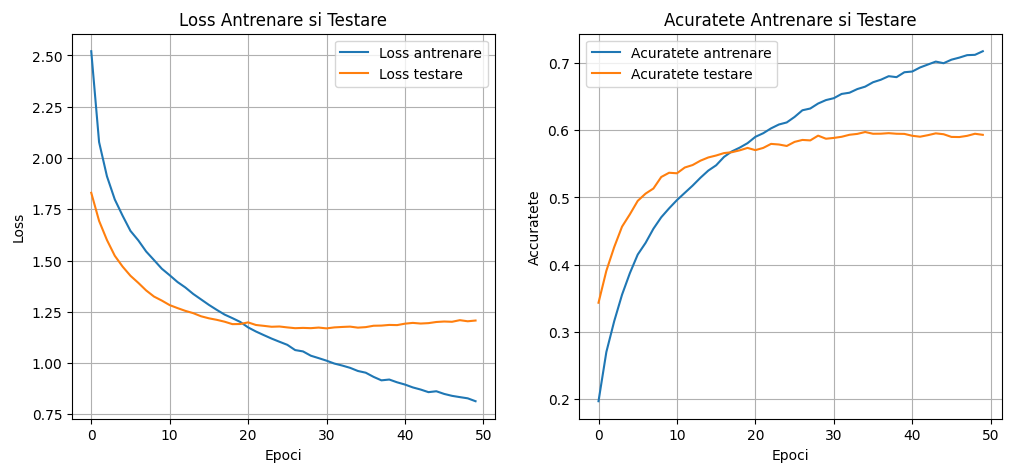 Loss Antrenare si Testare
Loss antrenare
Loss testare
2.50
2.25
2.00
1.75
1.50
1.25
1.00
0.75
Loss
0 10 20 30 40 50
Epoci
Acuratete Antrenare si Testare
Acuratete antrenare
Acuratete testare
0.7
0.6
0.5
0.4
0.3
0.2
Accuratete
0 10 20 30 40 50
Epoci